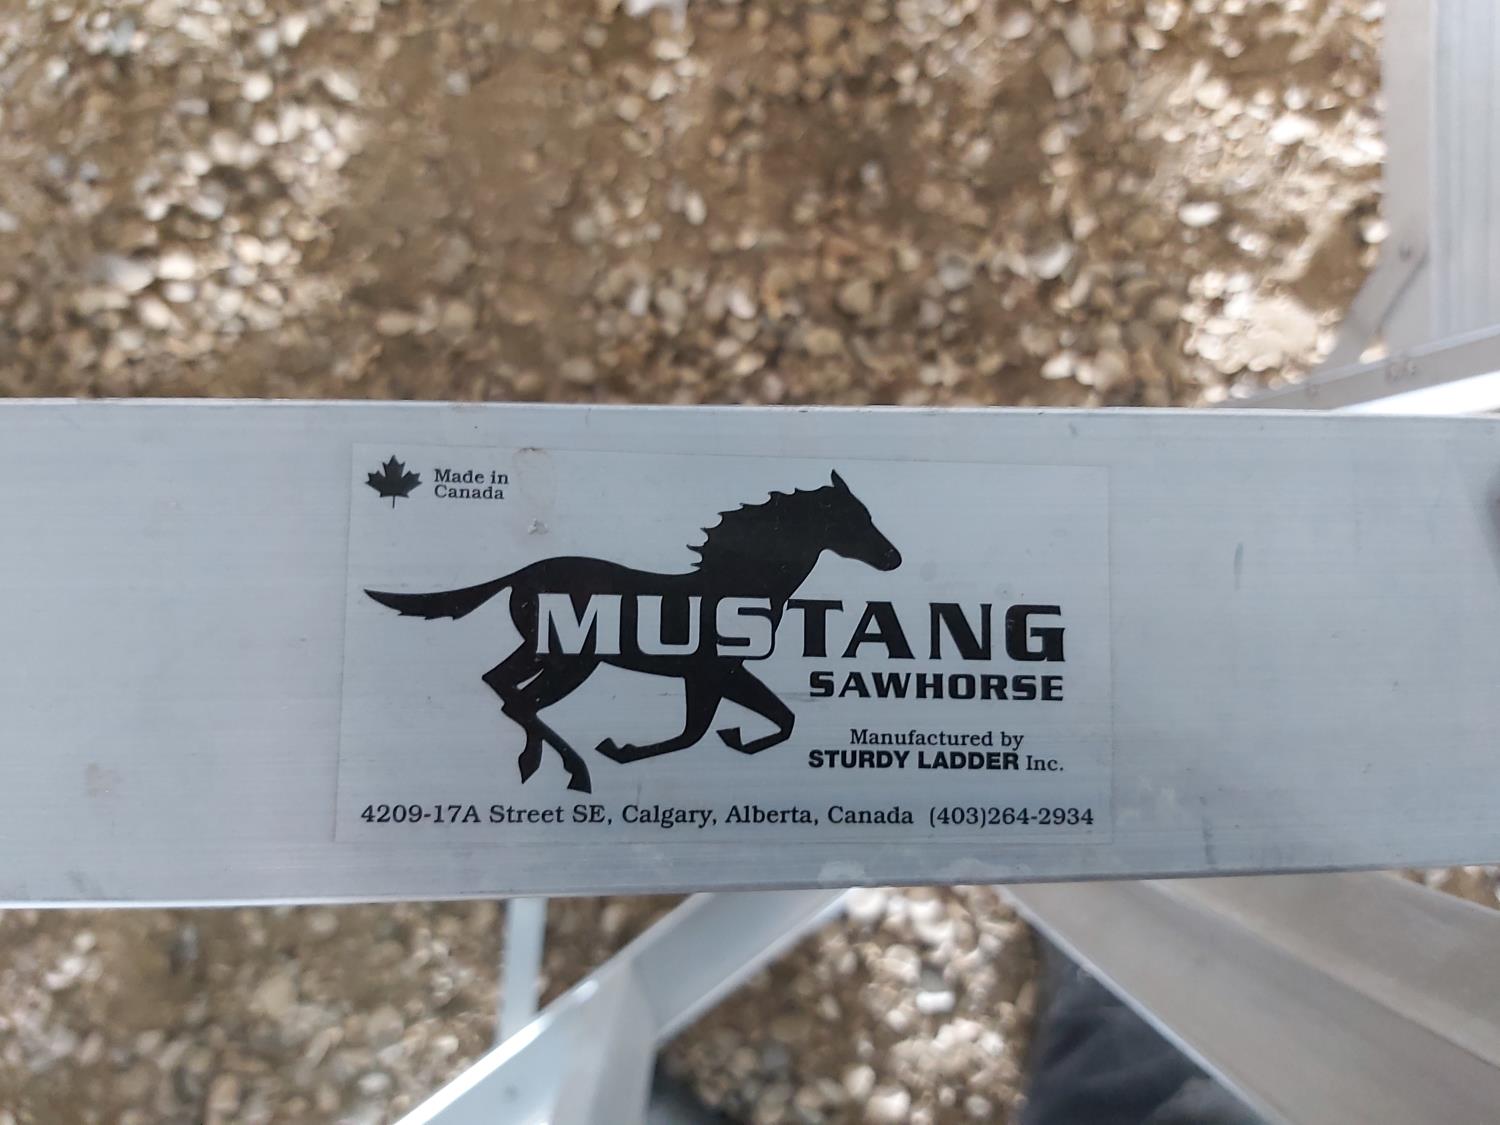 Made in
Canada
MUSTANG
SAWHORSE
Manufactured by
STURDY LADDER Inc.
4209-17A Street SE, Calgary, Alberta, Canada (403)264-2934